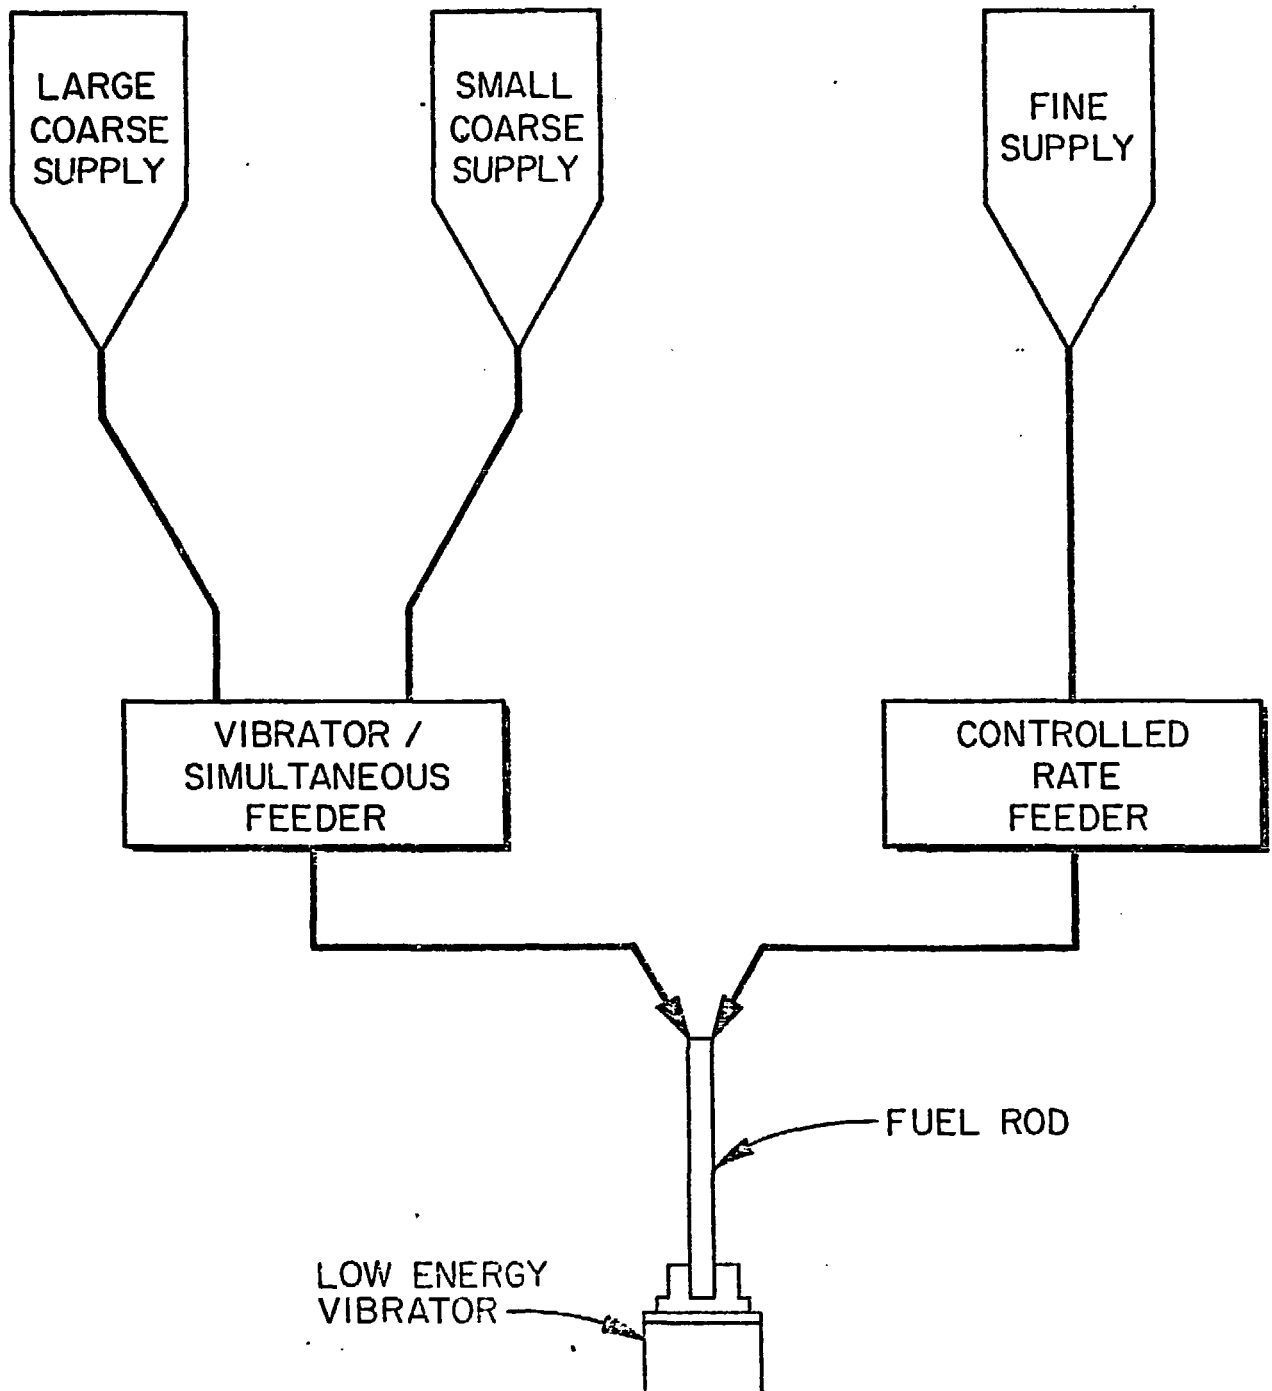 LARGE
COARSE
SUPPLY
SMALL
COARSE
SUPPLY
FINE
SUPPLY
VIBRATOR /
SIMULTANEOUS
FEEDER
CONTROLLED
RATE
FEEDER
FUEL ROD
LOW ENERGY
VIBRATOR